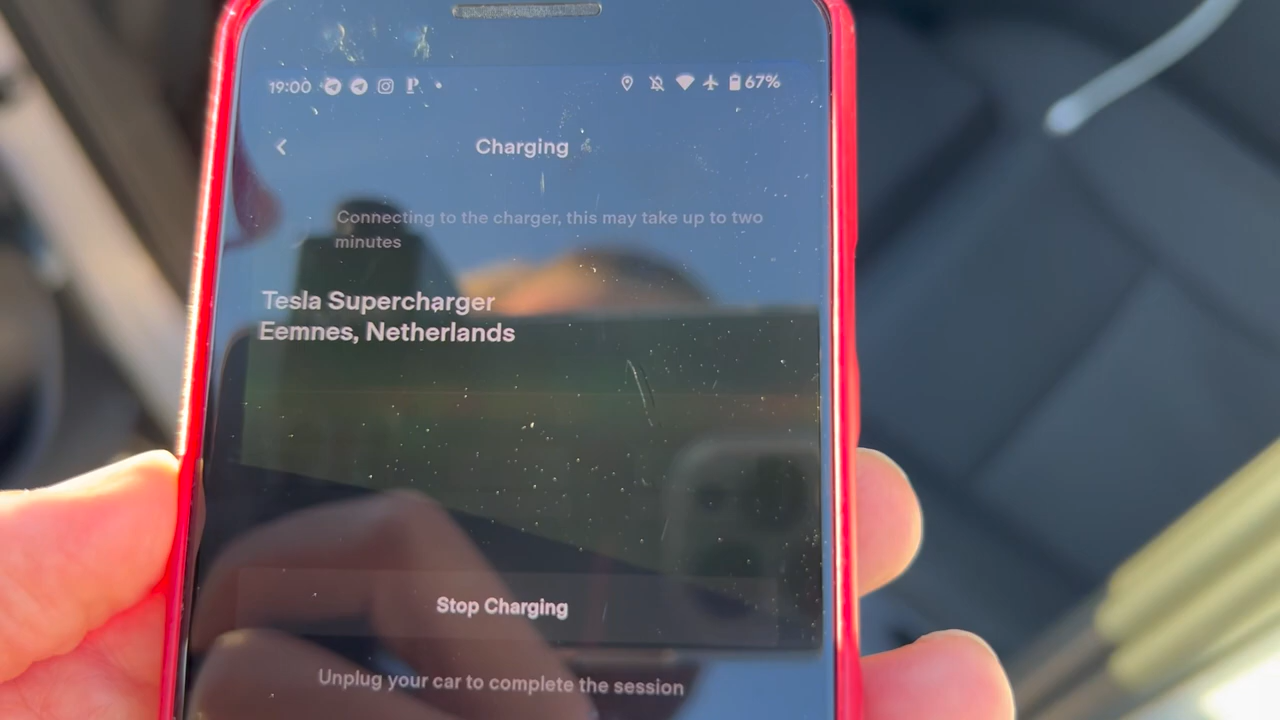 19:00 P 67%
Charging
Connecting to the charger, this may take up to two
minutes
Tesla Supercharger
Eemnes, Netherlands
Stop Charging
Unplug your car to complete the session